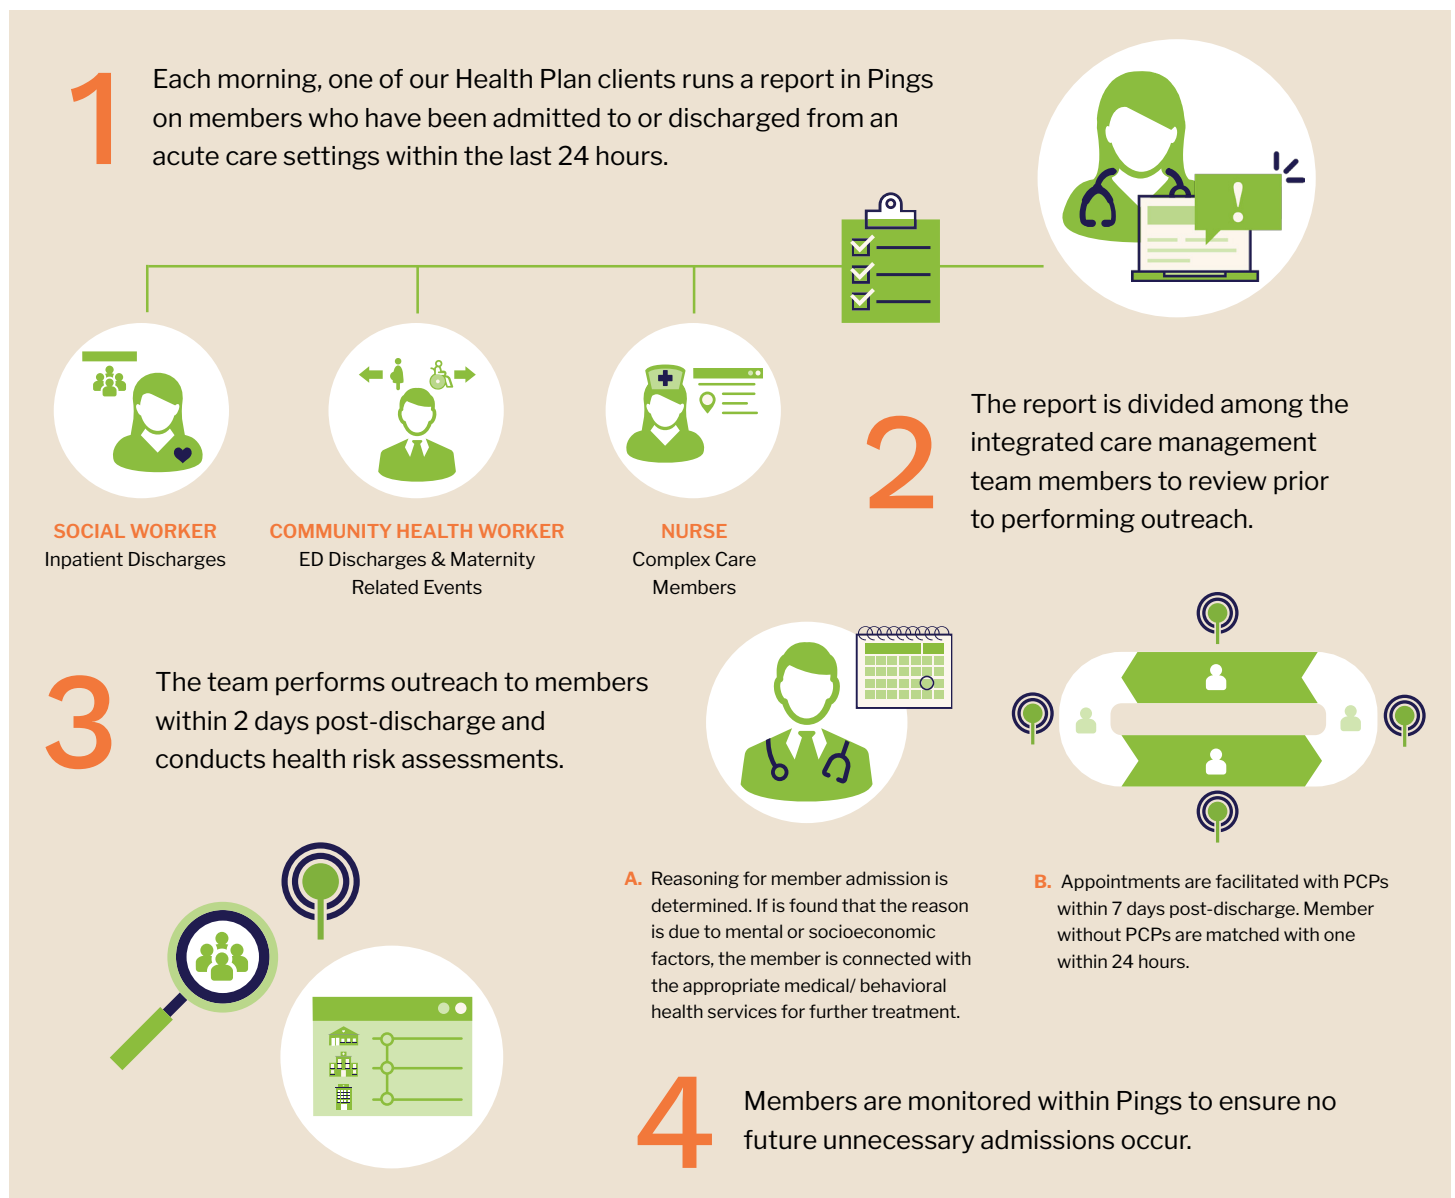 1
Each morning, one of our Health Plan clients runs a report in Pings
on members who have been admitted to or discharged from an
acute care settings within the last 24 hours.
!
SOCIAL WORKER
Inpatient Discharges
COMMUNITY HEALTH WORKER
ED Discharges & Maternity
Related Events
NURSE
Complex Care
Members
2
The report is divided among the
integrated care management
team members to review prior
to performing outreach.
3
The team performs outreach to members
within 2 days post-discharge and
conducts health risk assessments.
A. Reasoning for member admission is
determined. If is found that the reason
is due to mental or socioeconomic
factors, the member is connected with
the appropriate medical/ behavioral
health services for further treatment.
B. Appointments are facilitated with PCPs
within 7 days post-discharge. Member
without PCPs are matched with one
within 24 hours.
4
Members are monitored within Pings to ensure no
future unnecessary admissions occur.